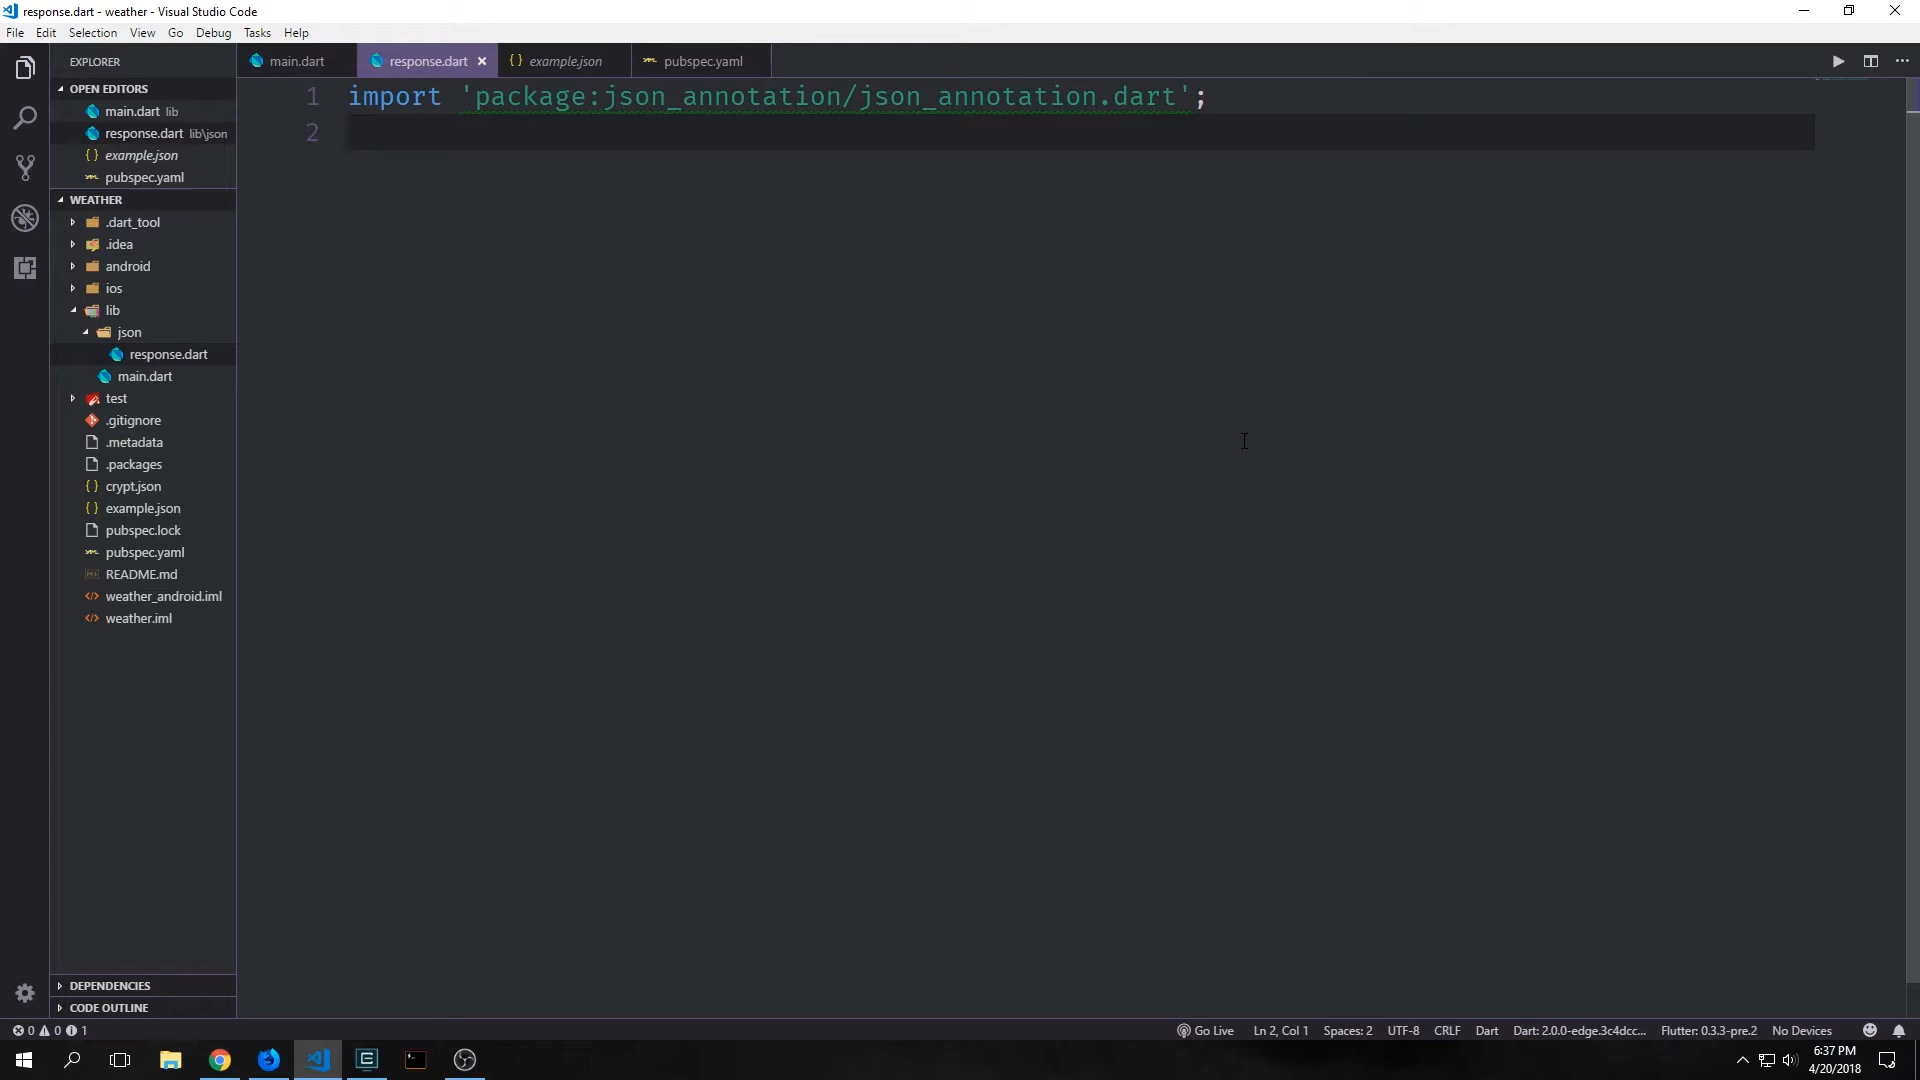 response.dart - weather - Visual Studio Code
File Edit Selection View Go Debug Tasks Help
EXPLORER
main.dart response.dart × example.json pubspec.yaml
OPEN EDITORS
main.dart lib
response.dart lib\json
example.json
pubspec.yaml
WEATHER
.dart_tool
.idea
android
ios
lib
json
response.dart
main.dart
test
.gitignore
.metadata
.packages
crypt.json
example.json
pubspec.lock
pubspec.yaml
README.md
weather_android.iml
weather.iml
DEPENDENCIES
CODE OUTLINE
1 import 'package:json_annotation/json_annotation.dart';
2
0 0 1 Go Live Ln 2, Col 1 Spaces: 2 UTF-8 CRLF Dart Dart: 2.0.0-edge.3c4dcc... Flutter: 0.3.3-pre.2 No Devices
6:37 PM
4/20/2018